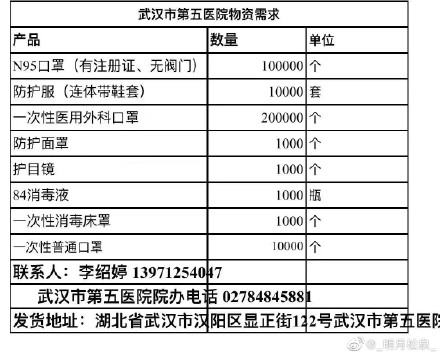 武汉市第五医院物资需求
产品 数量 单位
N95口罩（有注册证、无阀门） 100000 个
防护服（连体带鞋套） 10000 套
一次性医用外科口罩 200000 个
防护面罩 1000 个
护目镜 1000 个
84消毒液 1000 瓶
一次性消毒床罩 1000 个
一次性普通口罩 10000 个
联系人：李绍婷 13971254047
武汉市第五医院院办电话 02784845881
发货地址：湖北省武汉市汉阳区显正街122号武汉市第五医院
@_明月松泉_